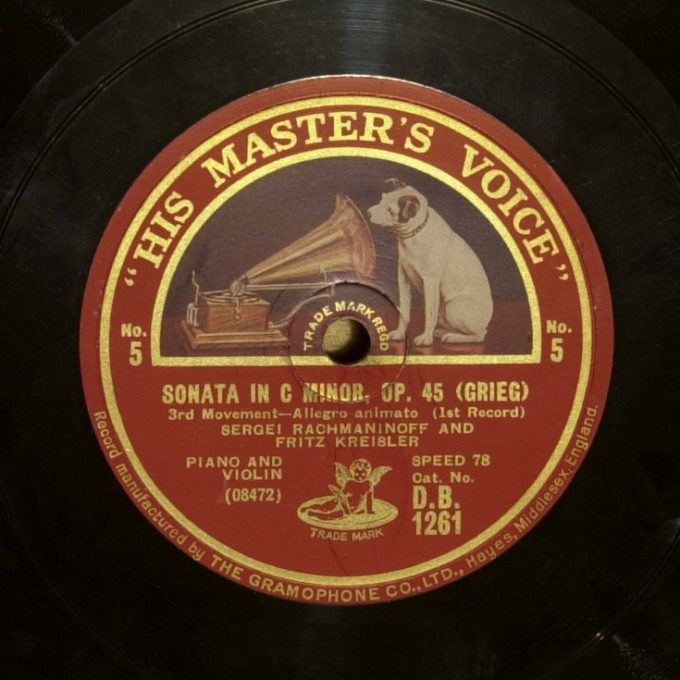 "HIS MASTER'S VOICE"
TRADE MARK REGD
No. 5
No. 5
SONATA IN C MINOR, OP. 45 (GRIEG)
3rd Movement—Allegro animato (1st Record)
SERGEI RACHMANINOFF AND
FRITZ KREISLER
PIANO AND
VIOLIN
(08472)
SPEED 78
Cat. No.
D.B.
1261
TRADE MARK
Record manufactured by THE GRAMOPHONE CO., LTD., Hayes, Middlesex, England.